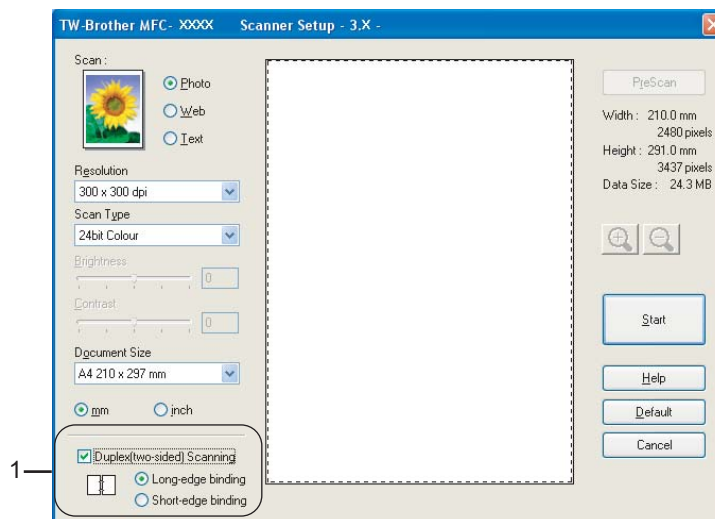 TW-Brother MFC- XXXX Scanner Setup - 3.X -
Scan :
Photo
Web
Text
Resolution
300 x 300 dpi
Scan Type
24bit Colour
Brightness
0
Contrast
0
Document Size
A4 210 x 297 mm
mm inch
1
Duplex(two-sided) Scanning
Long-edge binding
Short-edge binding
PreScan
Width : 210.0 mm
2480 pixels
Height : 291.0 mm
3437 pixels
Data Size : 24.3 MB
Start
Help
Default
Cancel